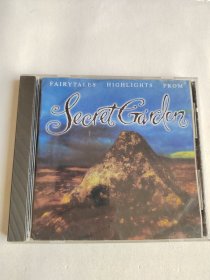 FAIRYTALES HIGHLIGHTS FROM
Secret Garden